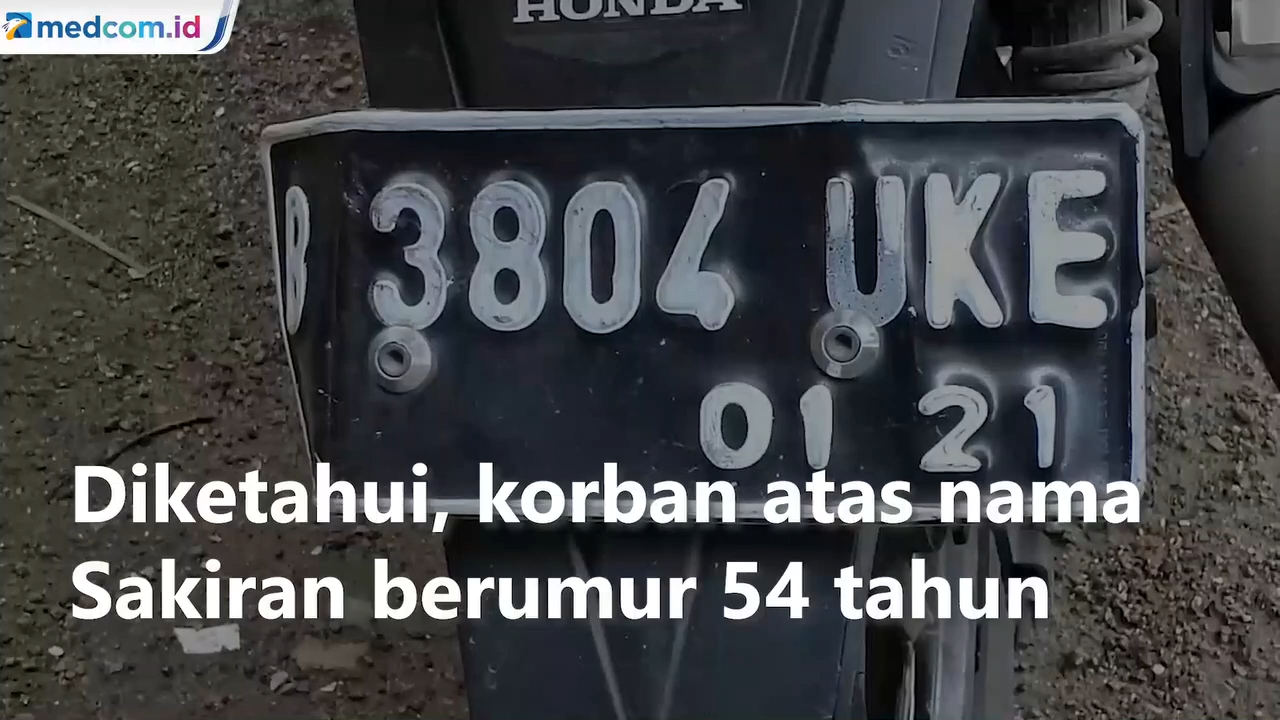 medcom.id
HONDA
B 3804 UKE
01 21
Diketahui, korban atas nama
Sakiran berumur 54 tahun